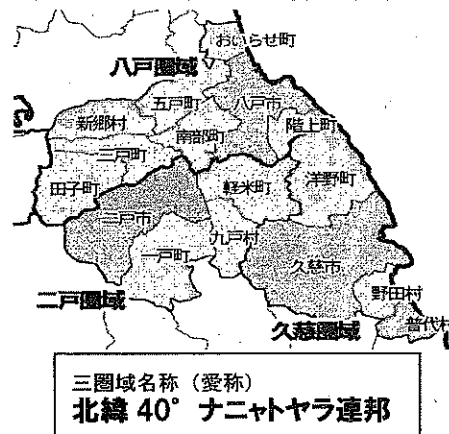 おいらせ町
八戸圏域
五戸町
八戸市
新郷村
南部町
階上町
三戸町
田子町
軽米町
洋野町
二戸市
九戸村
一戸町
久慈市
野田村
二戸圏域
久慈圏域
普代村
三圏域名称（愛称）
北緯 40° ナニャトヤラ連邦